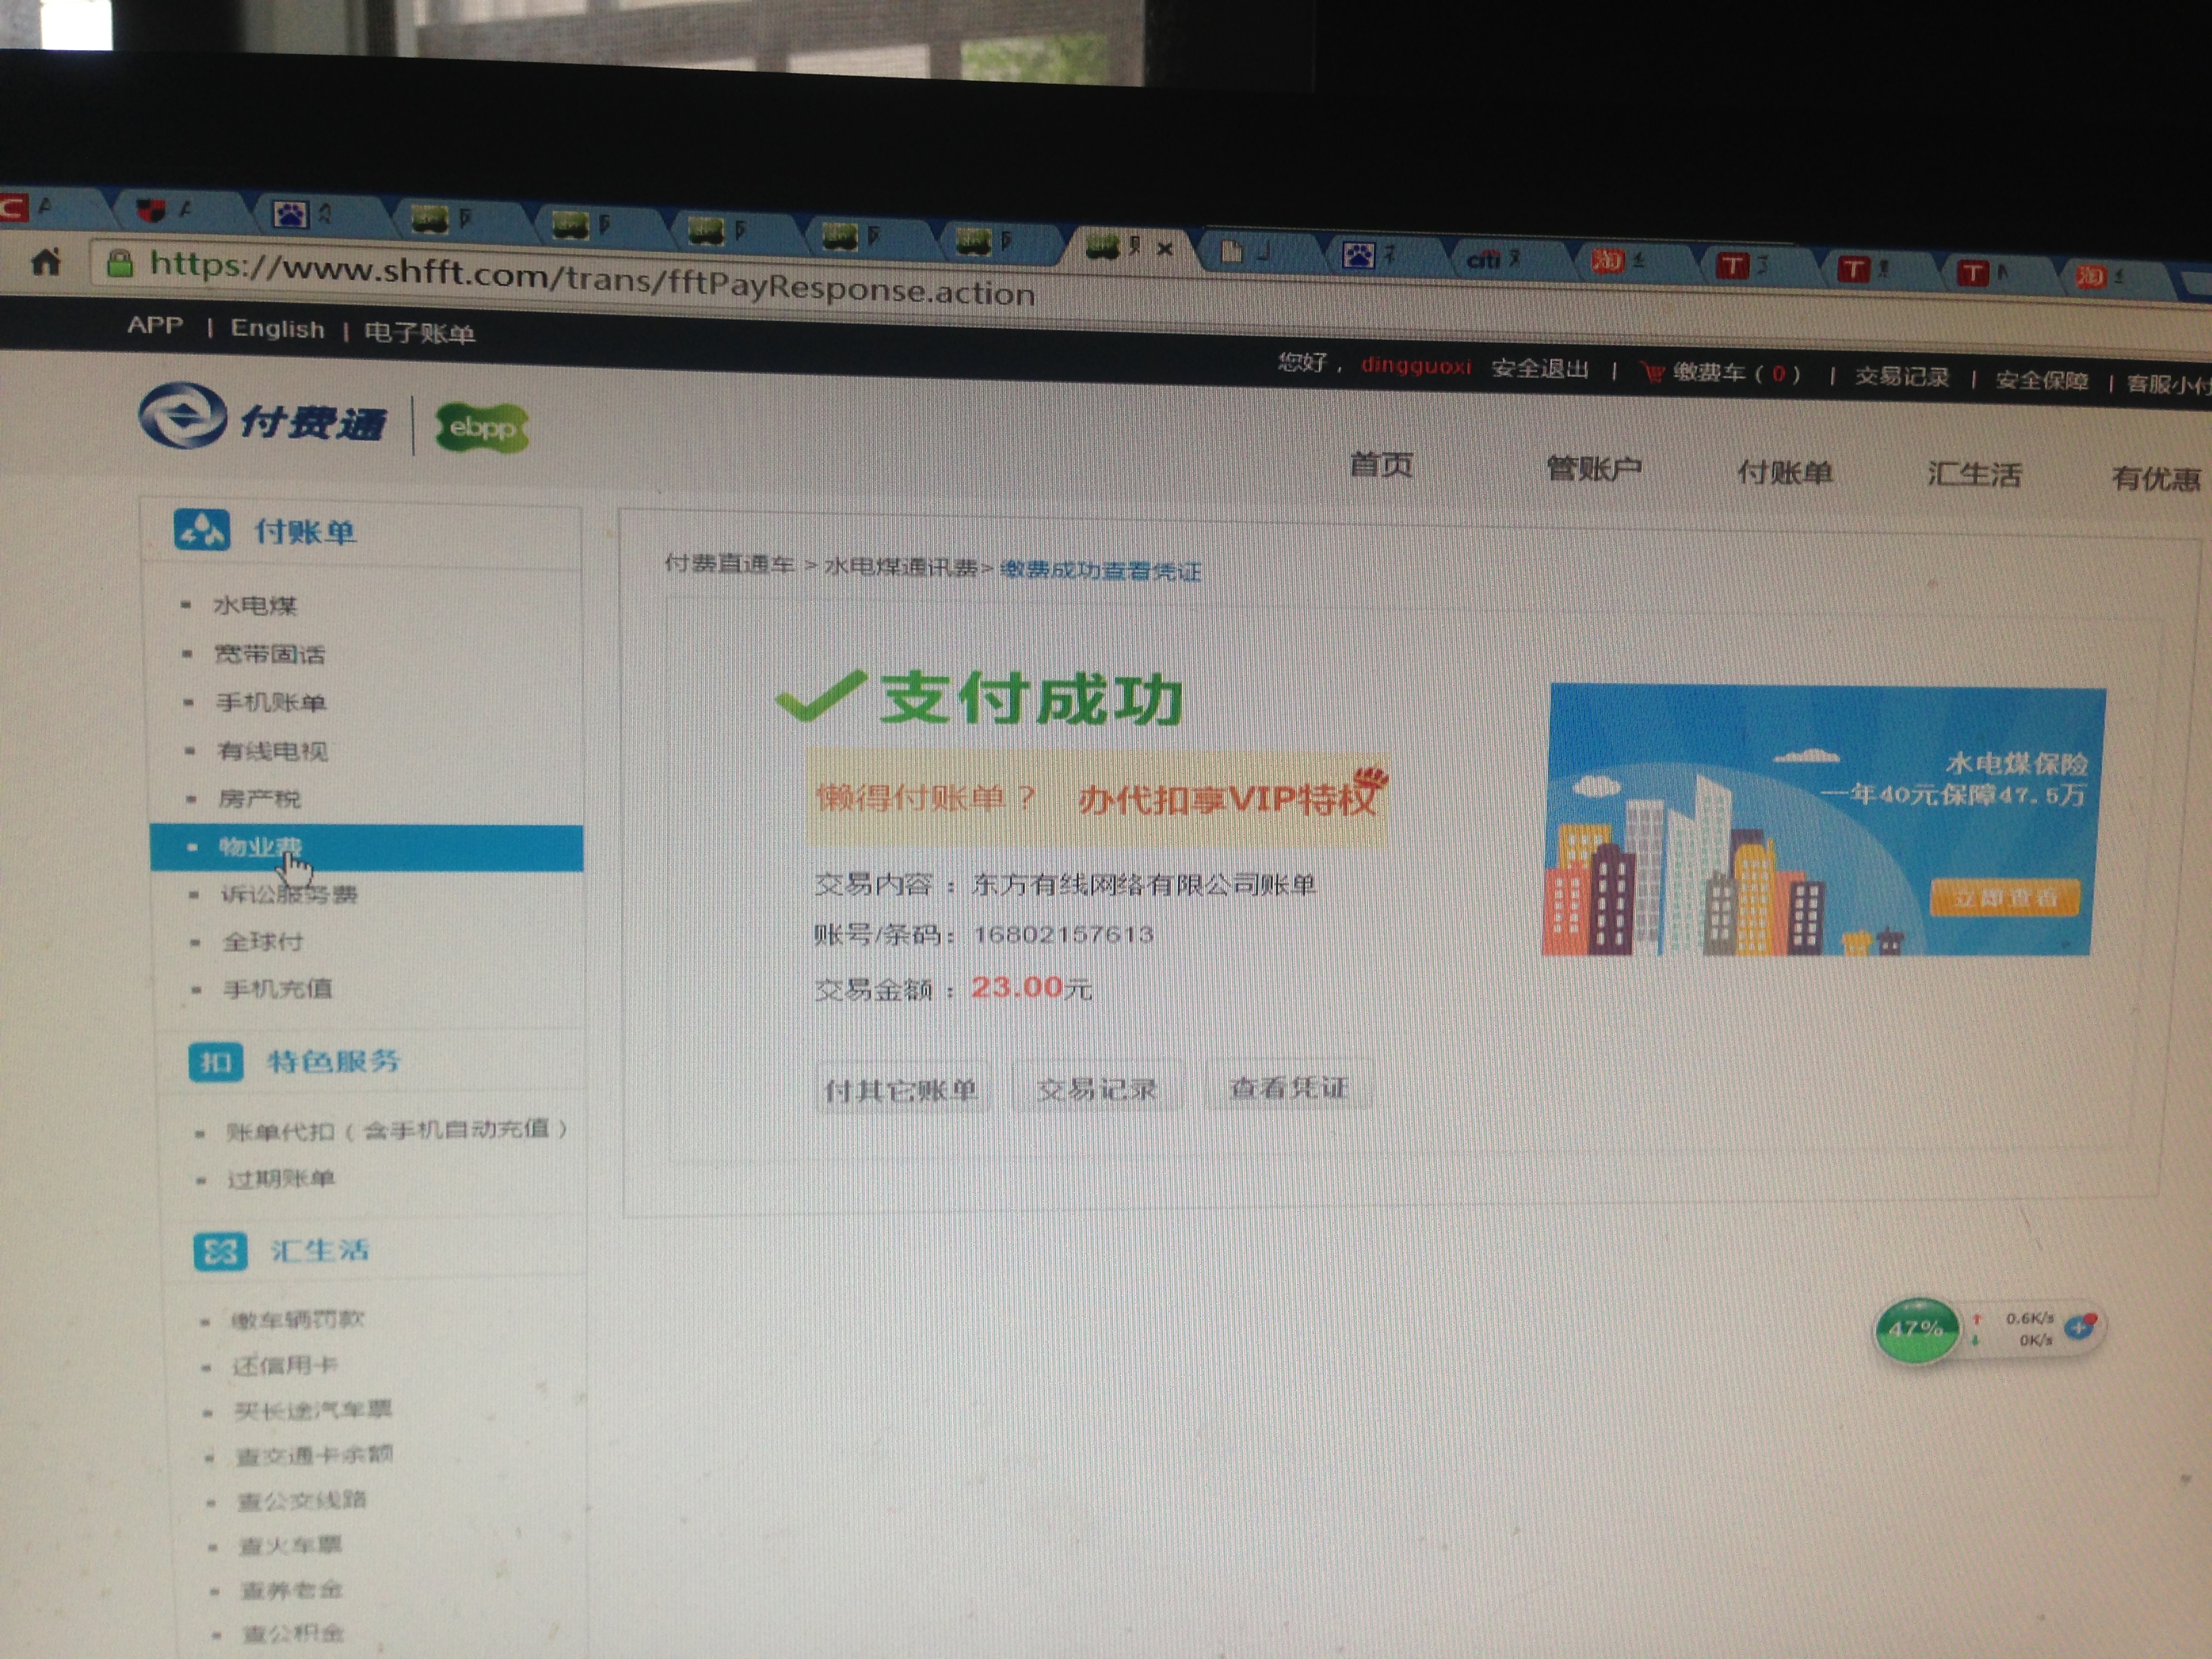 https://www.shfft.com/trans/fftPayResponse.action
APP | English | 电子账单
您好, dingguoxi 安全退出 | 缴费车(0) | 交易记录 | 安全保障 | 客服小付
付费通 ebpp
首页 管账户 付账单 汇生活 有优惠
付账单
水电煤
宽带固话
手机账单
有线电视
房产税
物业费
诉讼服务费
全球付
手机充值
扣 特色服务
账单代扣(含手机自动充值)
过期账单
汇生活
缴车辆罚款
还信用卡
买长途汽车票
查交通卡余额
查公交线路
查火车票
查养老金
查公积金
付费直通车 > 水电煤通讯费> 缴费成功查看凭证
支付成功
懒得付账单? 办代扣享VIP特权
交易内容: 东方有线网络有限公司账单
账号/条码: 16802157613
交易金额: 23.00元
付其它账单 交易记录 查看凭证
水电煤保险
一年40元保障47.5万
立即查看
47% 0.6K/s
0K/s